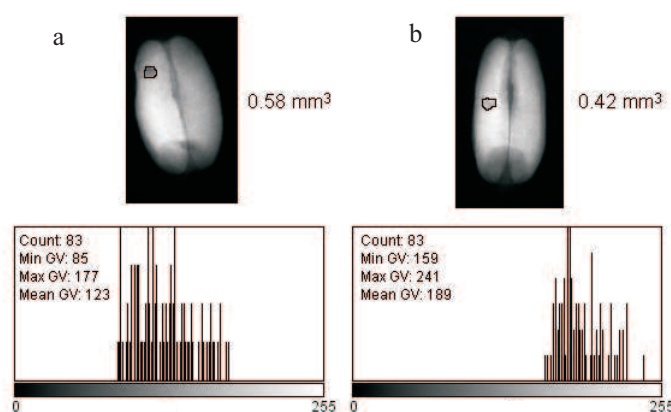 a
0.58 mm³
b
0.42 mm³
Count: 83
Min GV: 85
Max GV: 177
Mean GV: 123
0
255
Count: 83
Min GV: 159
Max GV: 241
Mean GV: 189
0
255